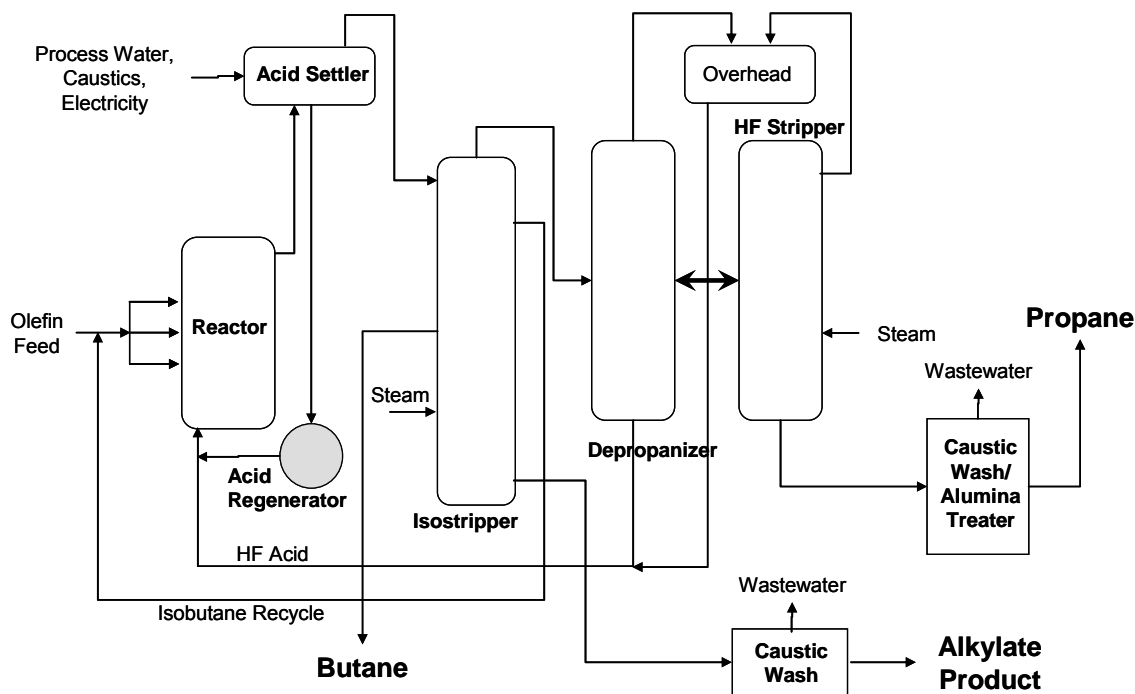 Process Water,
Caustics,
Electricity
Acid Settler
Overhead
HF Stripper
Olefin
Feed
Reactor
Steam
Acid
Regenerator
Isostripper
Depropanizer
Steam
Propane
Wastewater
Caustic
Wash/
Alumina
Treater
HF Acid
Isobutane Recycle
Butane
Wastewater
Caustic
Wash
Alkylate
Product